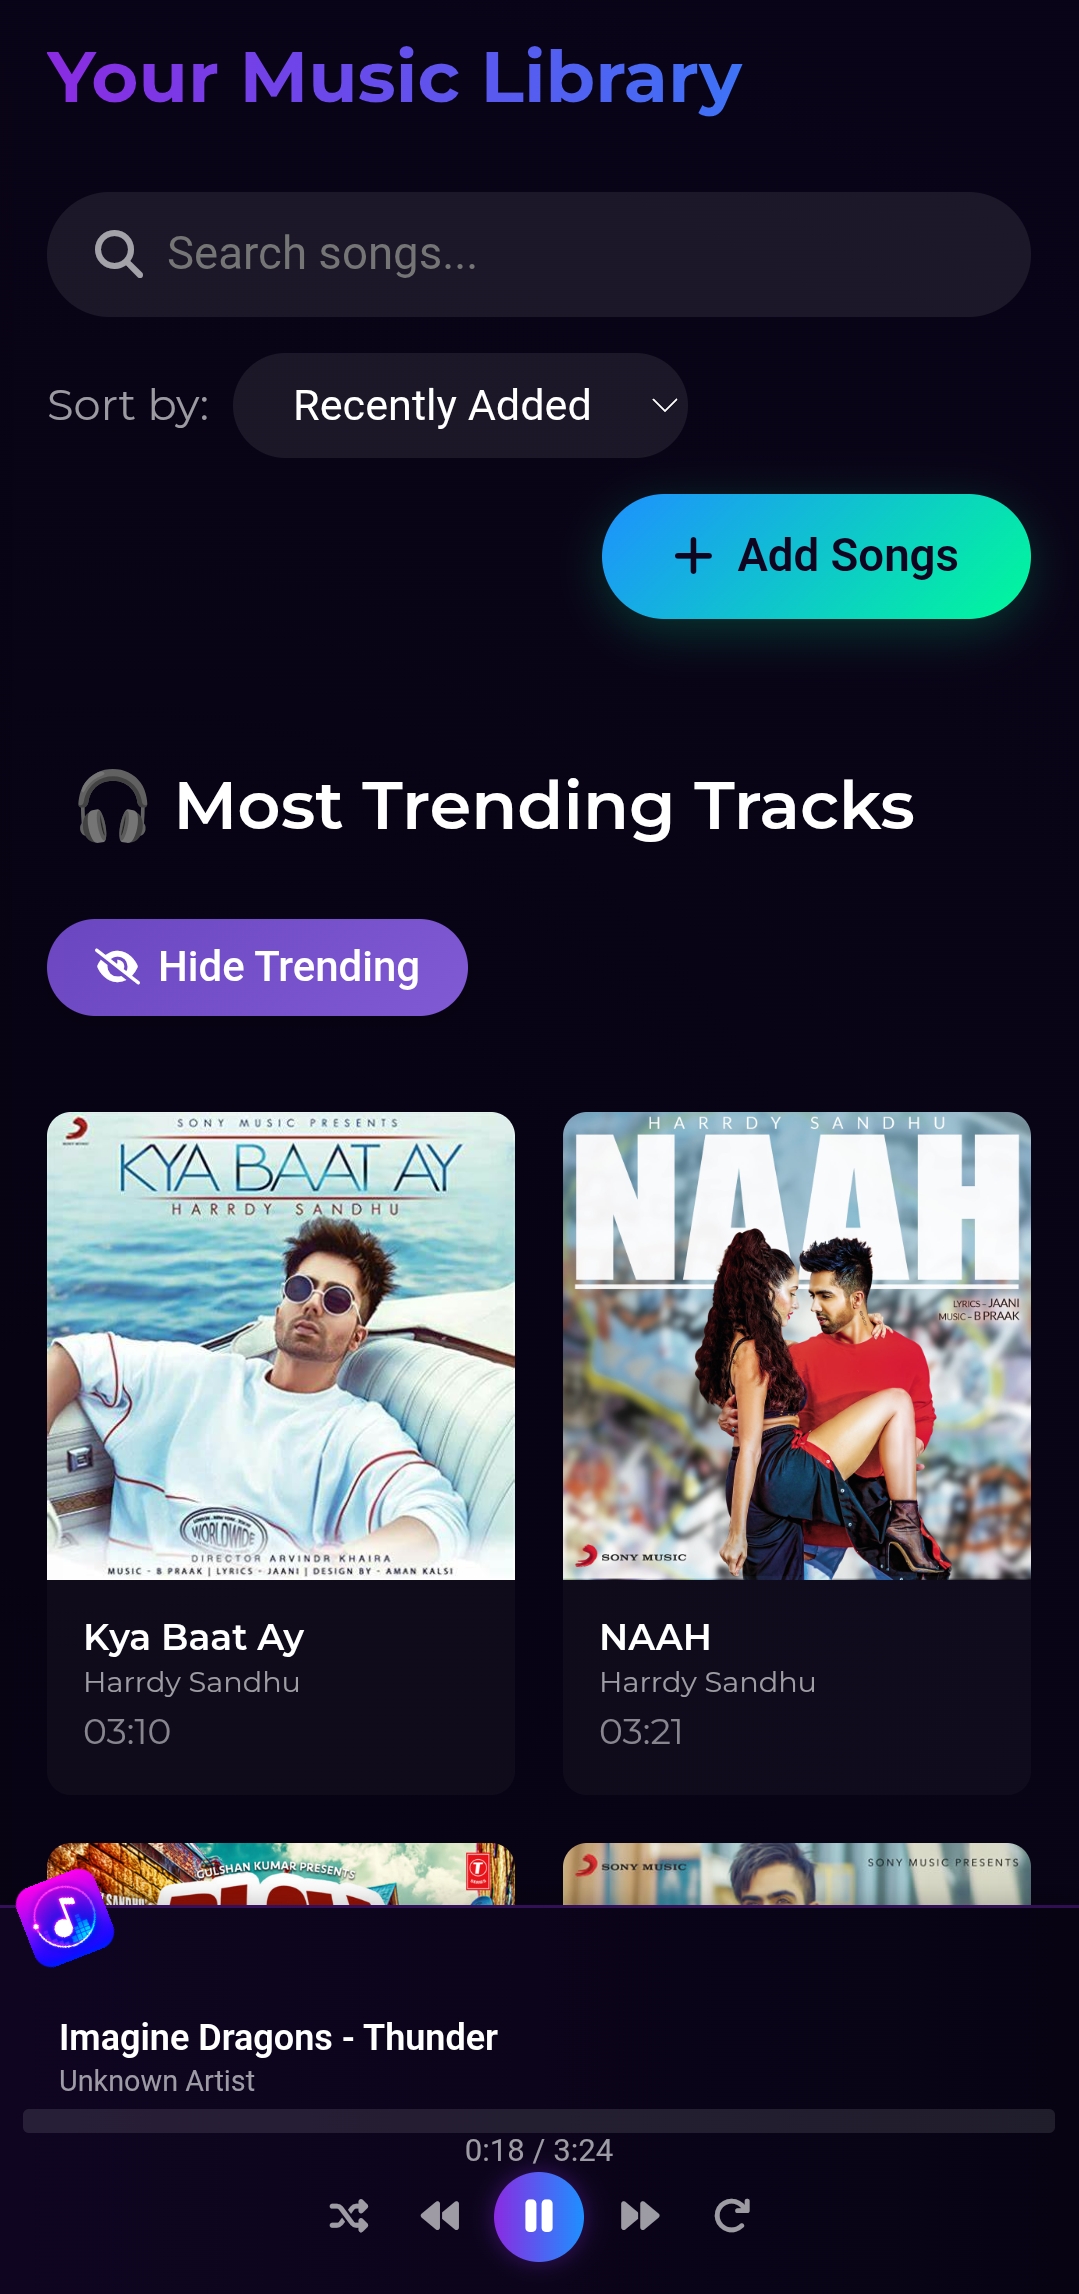 Your Music Library
Search songs...
Sort by:
Recently Added
Add Songs
🎧 Most Trending Tracks
Hide Trending
SONY MUSIC PRESENTS
KYA BAAT AY
HARRDY SANDHU
WORLDWIDE
DIRECTOR ARVINDR KHAIRA
MUSIC - B PRAAK | LYRICS - JAANI | DESIGN BY - AMAN KALSI
HARRDY SANDHU
NAAH
LYRICS - JAANI
MUSIC - B PRAAK
SONY MUSIC
Kya Baat Ay
Harrdy Sandhu
03:10
NAAH
Harrdy Sandhu
03:21
GULSHAN KUMAR PRESENTS
SONY MUSIC
SONY MUSIC PRESENTS
Imagine Dragons - Thunder
Unknown Artist
0:18 / 3:24